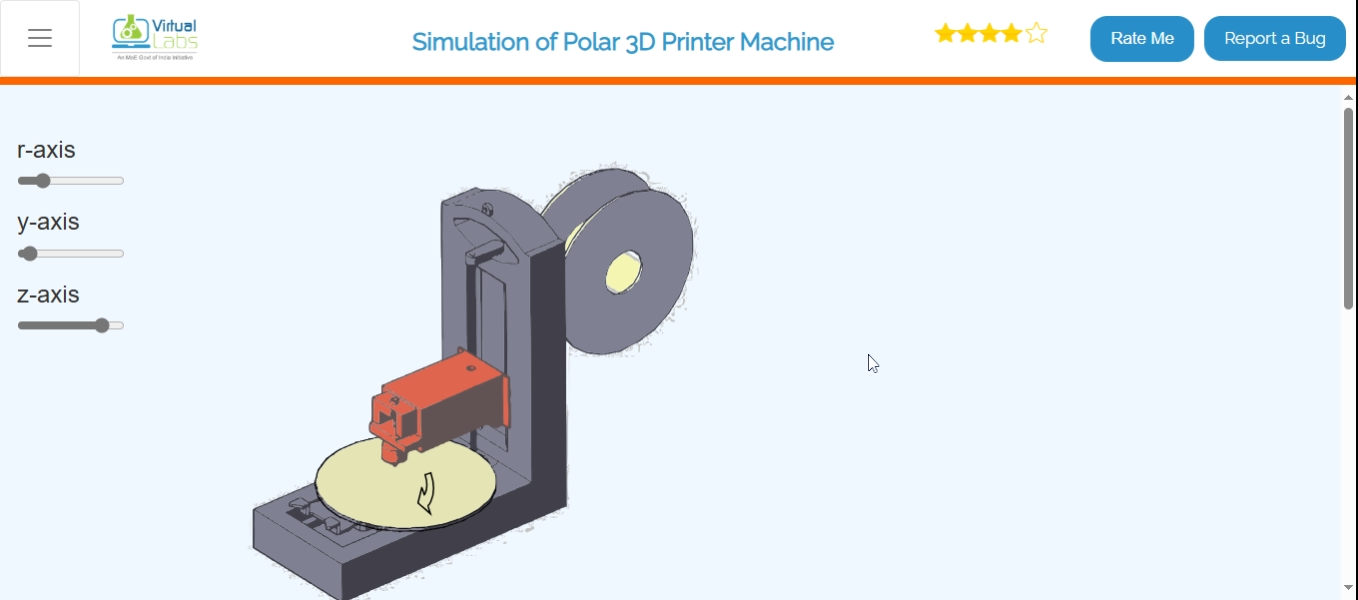 Virtual
Labs
An MoE Govt of India Initiative
Simulation of Polar 3D Printer Machine
Rate Me
Report a Bug
r-axis
y-axis
z-axis